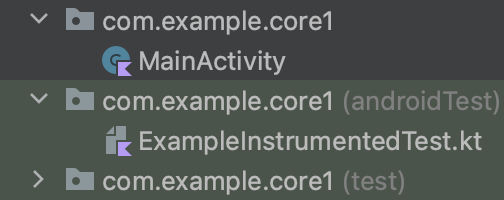 com.example.core1
MainActivity
com.example.core1 (androidTest)
ExampleInstrumentedTest.kt
com.example.core1 (test)